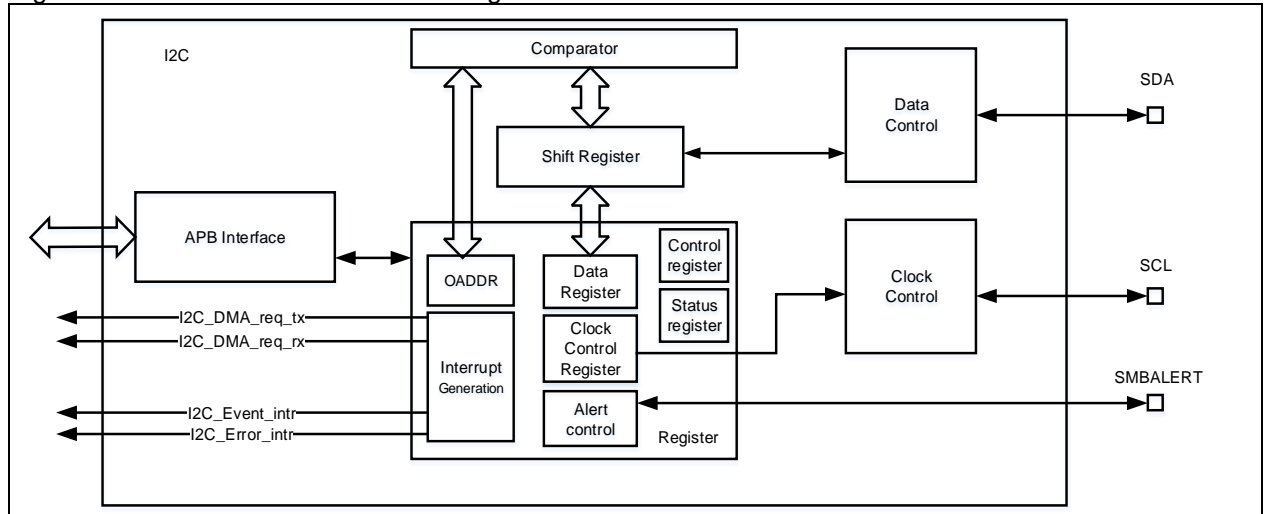 I2C
Comparator
Data
Control
SDA
Shift Register
APB Interface
Control
register
OADDR
Data
Register
Status
register
Clock
Control
SCL
I2C_DMA_req_tx
I2C_DMA_req_rx
Interrupt
Generation
Clock
Control
Register
SMBALERT
I2C_Event_intr
I2C_Error_intr
Alert
control
Register